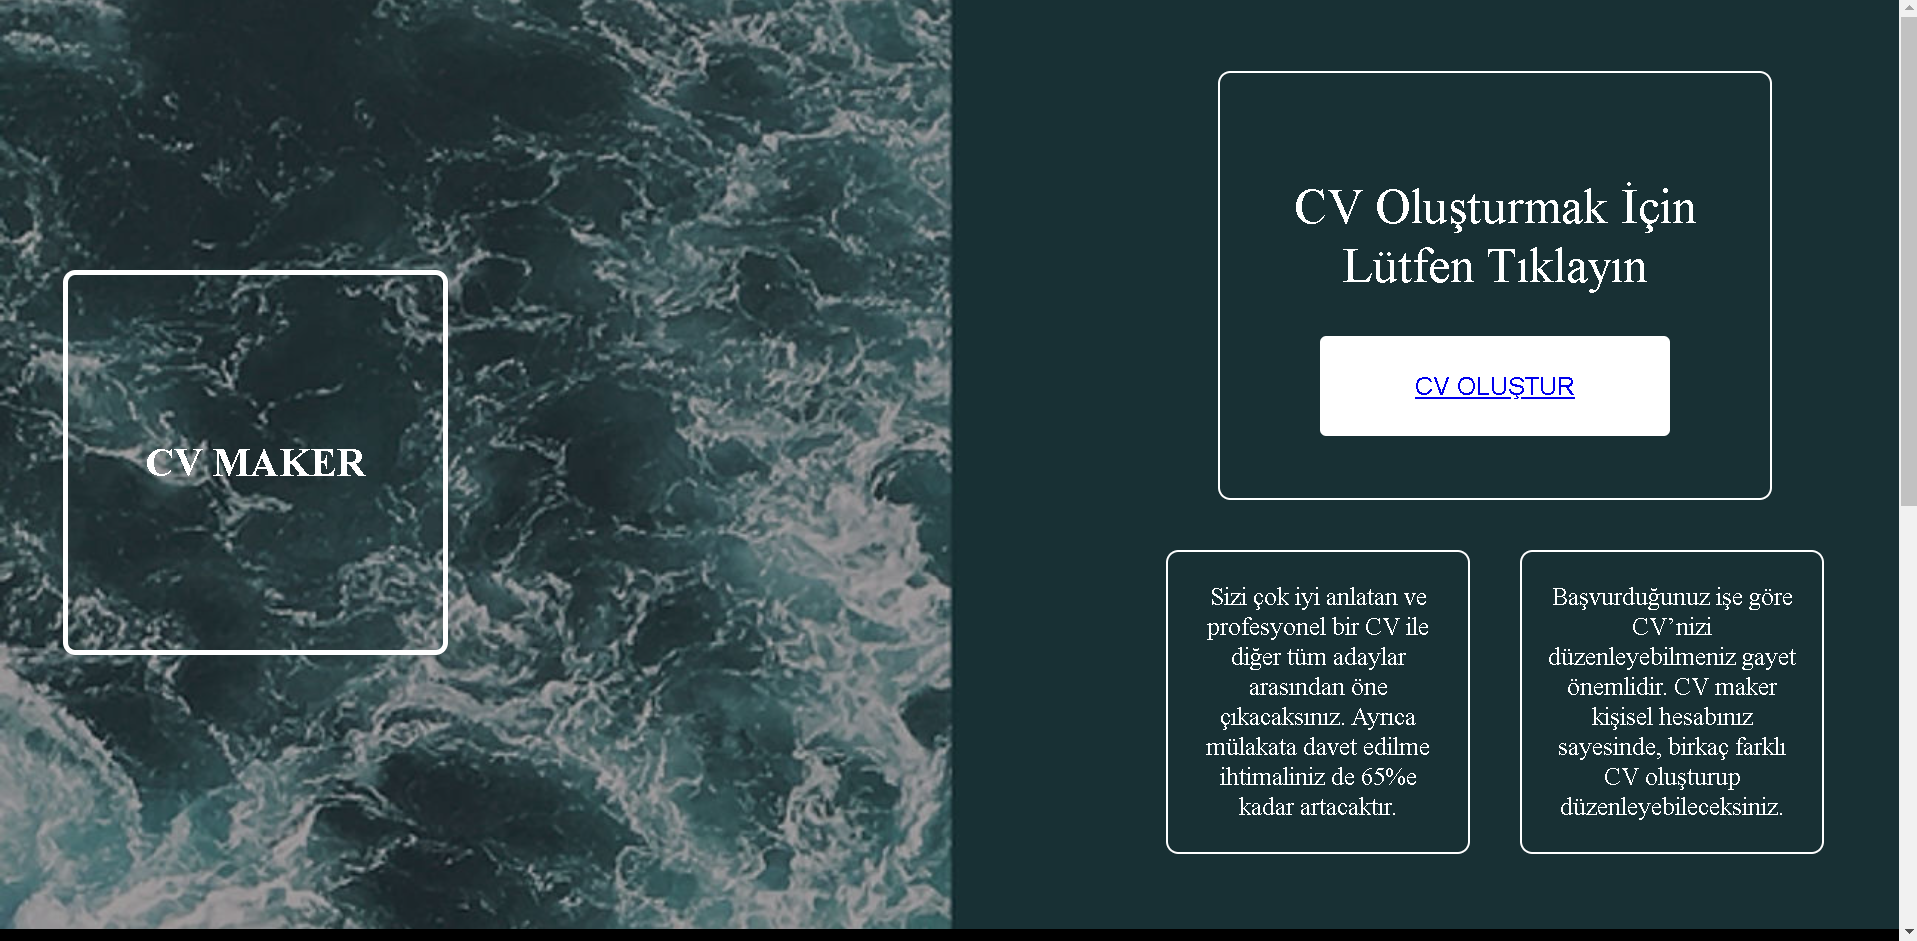 CV MAKER
CV Oluşturmak İçin
Lütfen Tıklayın
CV OLUŞTUR
Sizi çok iyi anlatan ve
profesyonel bir CV ile
diğer tüm adaylar
arasından öne
çıkacaksınız. Ayrıca
mülakata davet edilme
ihtimaliniz de 65%e
kadar artacaktır.
Başvurduğunuz işe göre
CV’nizi
düzenleyebilmeniz gayet
önemlidir. CV maker
kişisel hesabınız
sayesinde, birkaç farklı
CV oluşturup
düzenleyebileceksiniz.